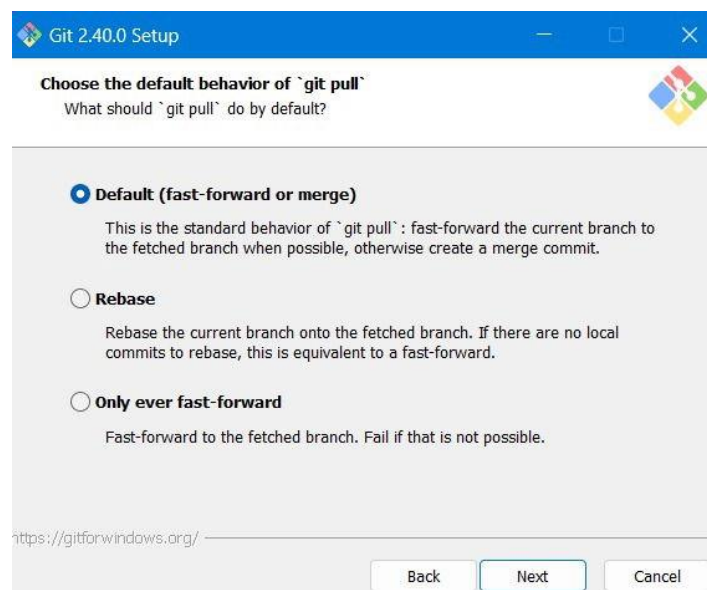 Git 2.40.0 Setup
Choose the default behavior of `git pull`
What should `git pull` do by default?
Default (fast-forward or merge)
This is the standard behavior of `git pull`: fast-forward the current branch to
the fetched branch when possible, otherwise create a merge commit.
Rebase
Rebase the current branch onto the fetched branch. If there are no local
commits to rebase, this is equivalent to a fast-forward.
Only ever fast-forward
Fast-forward to the fetched branch. Fail if that is not possible.
https://gitforwindows.org/
Back Next Cancel